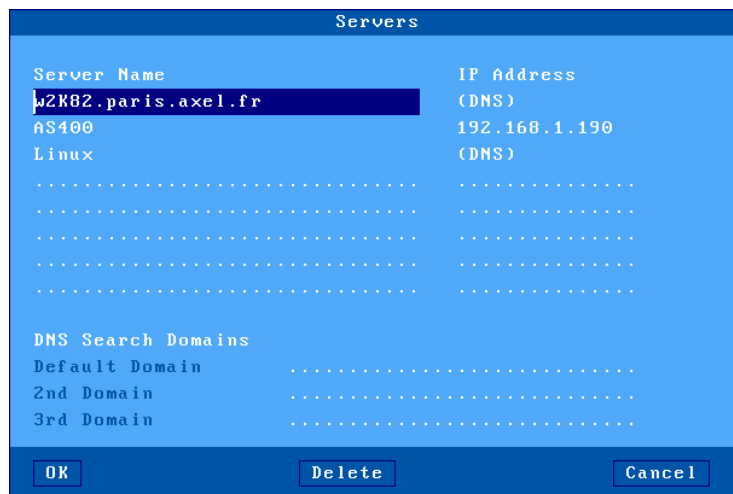 Servers
Server Name IP Address
w2K82.paris.axel.fr (DNS)
AS400 192.168.1.190
Linux (DNS)
................................ ...............
................................ ...............
................................ ...............
................................ ...............
................................ ...............
DNS Search Domains
Default Domain .............................
2nd Domain .............................
3rd Domain .............................
OK Delete Cancel